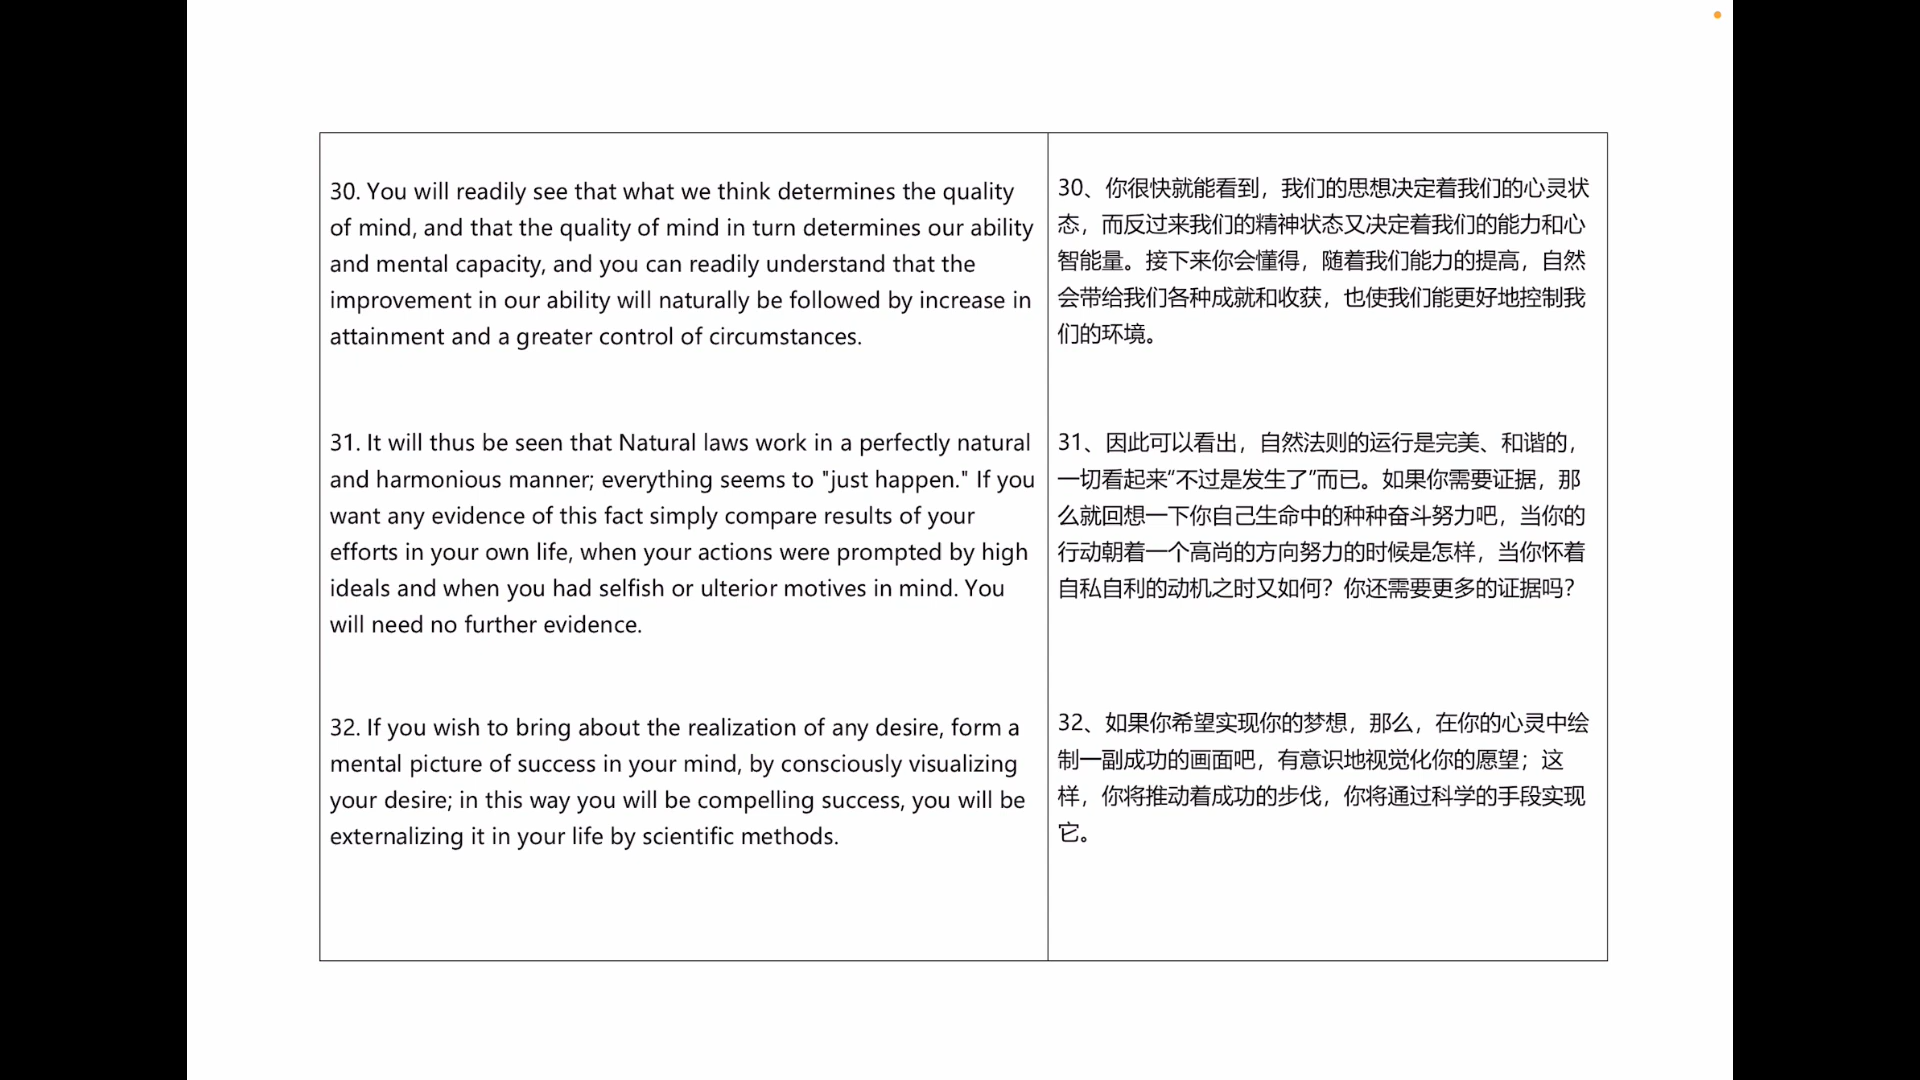 30. You will readily see that what we think determines the quality
of mind, and that the quality of mind in turn determines our ability
and mental capacity, and you can readily understand that the
improvement in our ability will naturally be followed by increase in
attainment and a greater control of circumstances.
31. It will thus be seen that Natural laws work in a perfectly natural
and harmonious manner; everything seems to "just happen." If you
want any evidence of this fact simply compare results of your
efforts in your own life, when your actions were prompted by high
ideals and when you had selfish or ulterior motives in mind. You
will need no further evidence.
32. If you wish to bring about the realization of any desire, form a
mental picture of success in your mind, by consciously visualizing
your desire; in this way you will be compelling success, you will be
externalizing it in your life by scientific methods.
30、你很快就能看到，我们的思想决定着我们的心灵状
态，而反过来我们的精神状态又决定着我们的能力和心
智能量。接下来你会懂得，随着我们能力的提高，自然
会带给我们各种成就和收获，也使我们能更好地控制我
们的环境。
31、因此可以看出，自然法则的运行是完美、和谐的，
一切看起来“不过是发生了”而已。如果你需要证据，那
么就回想一下你自己生命中的种种奋斗努力吧，当你的
行动朝着一个高尚的方向努力的时候是怎样，当你怀着
自私自利的动机之时又如何？你还需要更多的证据吗？
32、如果你希望实现你的梦想，那么，在你的心灵中绘
制一副成功的画面吧，有意识地视觉化你的愿望；这
样，你将推动着成功的步伐，你将通过科学的手段实现
它。